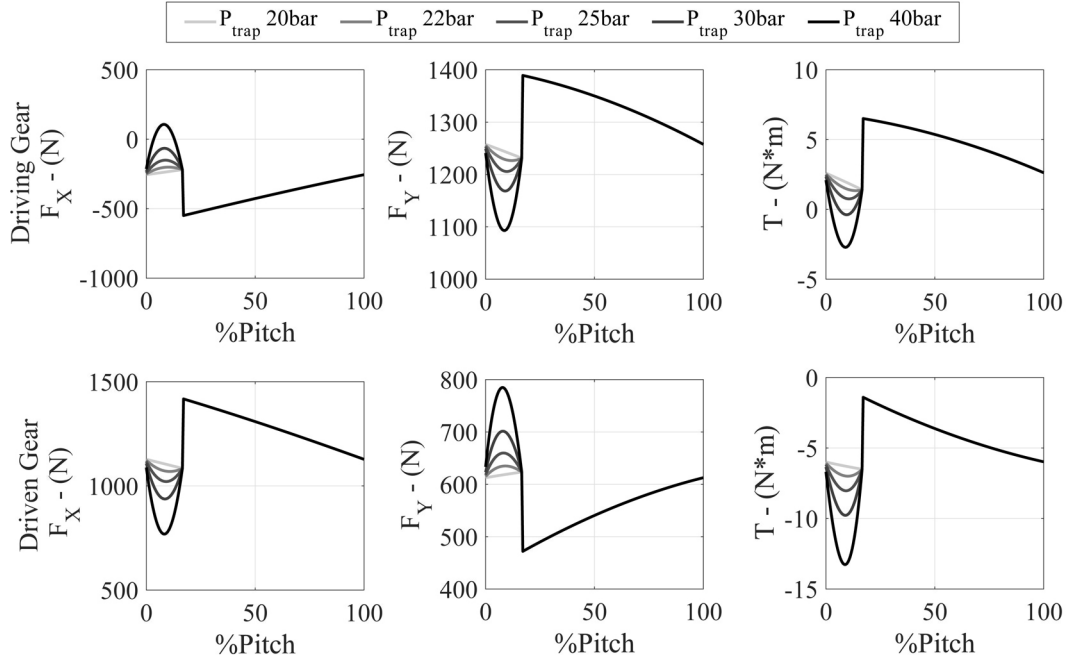 P_trap 20bar P_trap 22bar P_trap 25bar P_trap 30bar P_trap 40bar
Driving Gear
F_X - (N)
500
0
-500
-1000
0 50 100
%Pitch
F_Y - (N)
1400
1300
1200
1100
1000
0 50 100
%Pitch
T - (N*m)
10
5
0
-5
0 50 100
%Pitch
Driven Gear
F_X - (N)
1500
1000
500
0 50 100
%Pitch
F_Y - (N)
800
700
600
500
400
0 50 100
%Pitch
T - (N*m)
0
-5
-10
-15
0 50 100
%Pitch